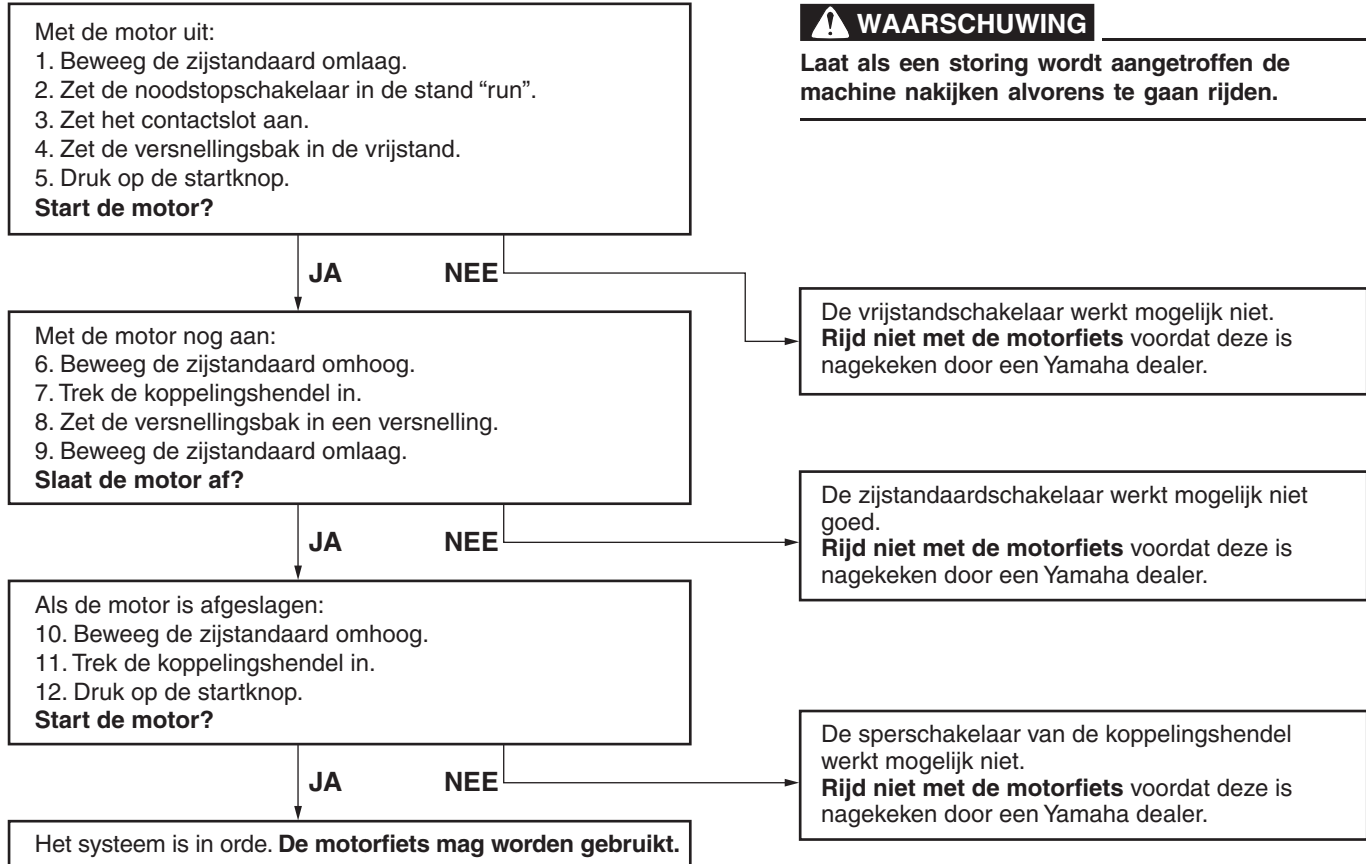 Met de motor uit:
1. Beweeg de zijstandaard omlaag.
2. Zet de noodstopschakelaar in de stand “run”.
3. Zet het contactslot aan.
4. Zet de versnellingsbak in de vrijstand.
5. Druk op de startknop.
Start de motor?
WAARSCHUWING
Laat als een storing wordt aangetroffen de
machine nakijken alvorens te gaan rijden.
JA
NEE
De vrijstandschakelaar werkt mogelijk niet.
Rijd niet met de motorfiets voordat deze is
nagekeken door een Yamaha dealer.
Met de motor nog aan:
6. Beweeg de zijstandaard omhoog.
7. Trek de koppelingshendel in.
8. Zet de versnellingsbak in een versnelling.
9. Beweeg de zijstandaard omlaag.
Slaat de motor af?
JA
NEE
De zijstandaardschakelaar werkt mogelijk niet
goed.
Rijd niet met de motorfiets voordat deze is
nagekeken door een Yamaha dealer.
Als de motor is afgeslagen:
10. Beweeg de zijstandaard omhoog.
11. Trek de koppelingshendel in.
12. Druk op de startknop.
Start de motor?
JA
NEE
De sperschakelaar van de koppelingshendel
werkt mogelijk niet.
Rijd niet met de motorfiets voordat deze is
nagekeken door een Yamaha dealer.
Het systeem is in orde. De motorfiets mag worden gebruikt.